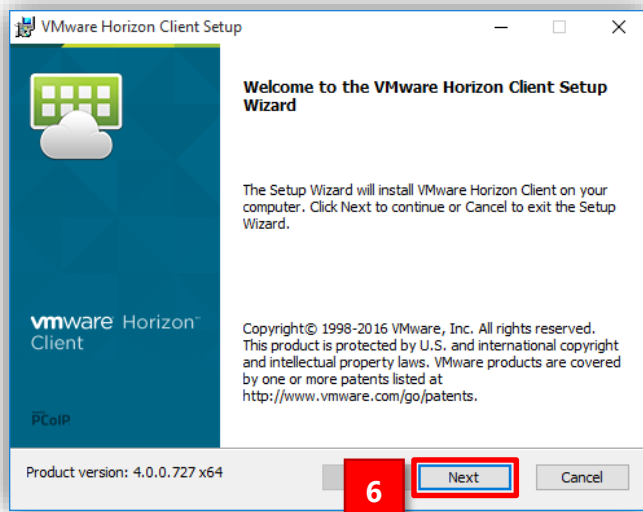 VMware Horizon Client Setup
Welcome to the VMware Horizon Client Setup
Wizard
The Setup Wizard will install VMware Horizon Client on your
computer. Click Next to continue or Cancel to exit the Setup
Wizard.
vmware Horizon™
Client
Copyright© 1998-2016 VMware, Inc. All rights reserved.
This product is protected by U.S. and international copyright
and intellectual property laws. VMware products are covered
by one or more patents listed at
http://www.vmware.com/go/patents.
PCoIP
Product version: 4.0.0.727 x64
6
Next
Cancel